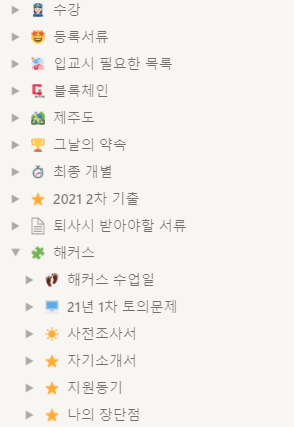 수강
등록서류
입교시 필요한 목록
블록체인
제주도
그날의 약속
최종 개별
2021 2차 기출
퇴사시 받아야할 서류
해커스
해커스 수업일
21년 1차 토의문제
사전조사서
자기소개서
지원동기
나의 장단점